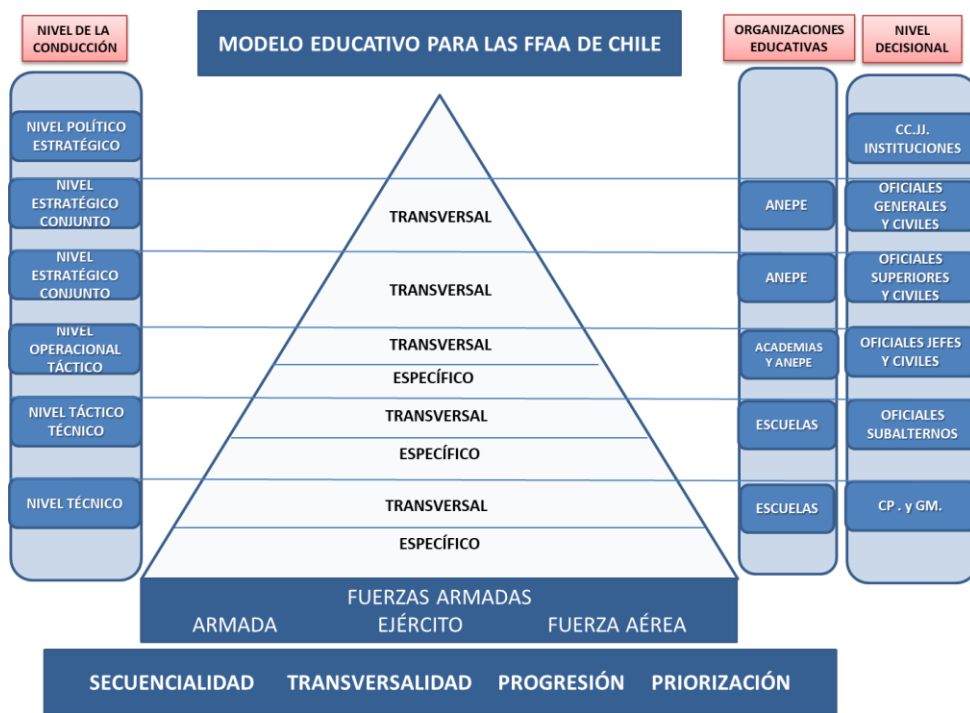 NIVEL DE LA
CONDUCCIÓN
MODELO EDUCATIVO PARA LAS FFAA DE CHILE
ORGANIZACIONES
EDUCATIVAS
NIVEL
DECISIONAL
NIVEL POLÍTICO
ESTRATÉGICO
CC.JJ.
INSTITUCIONES
NIVEL
ESTRATÉGICO
CONJUNTO
TRANSVERSAL
ANEPE
OFICIALES
GENERALES
Y CIVILES
NIVEL
ESTRATÉGICO
CONJUNTO
TRANSVERSAL
ANEPE
OFICIALES
SUPERIORES
Y CIVILES
NIVEL
OPERACIONAL
TÁCTICO
TRANSVERSAL
ESPECÍFICO
ACADEMIAS
Y ANEPE
OFICIALES JEFES
Y CIVILES
NIVEL TÁCTICO
TÉCNICO
TRANSVERSAL
ESPECÍFICO
ESCUELAS
OFICIALES
SUBALTERNOS
NIVEL TÉCNICO
TRANSVERSAL
ESPECÍFICO
ESCUELAS
CP . y GM.
FUERZAS ARMADAS
ARMADA EJÉRCITO FUERZA AÉREA
SECUENCIALIDAD TRANSVERSALIDAD PROGRESIÓN PRIORIZACIÓN